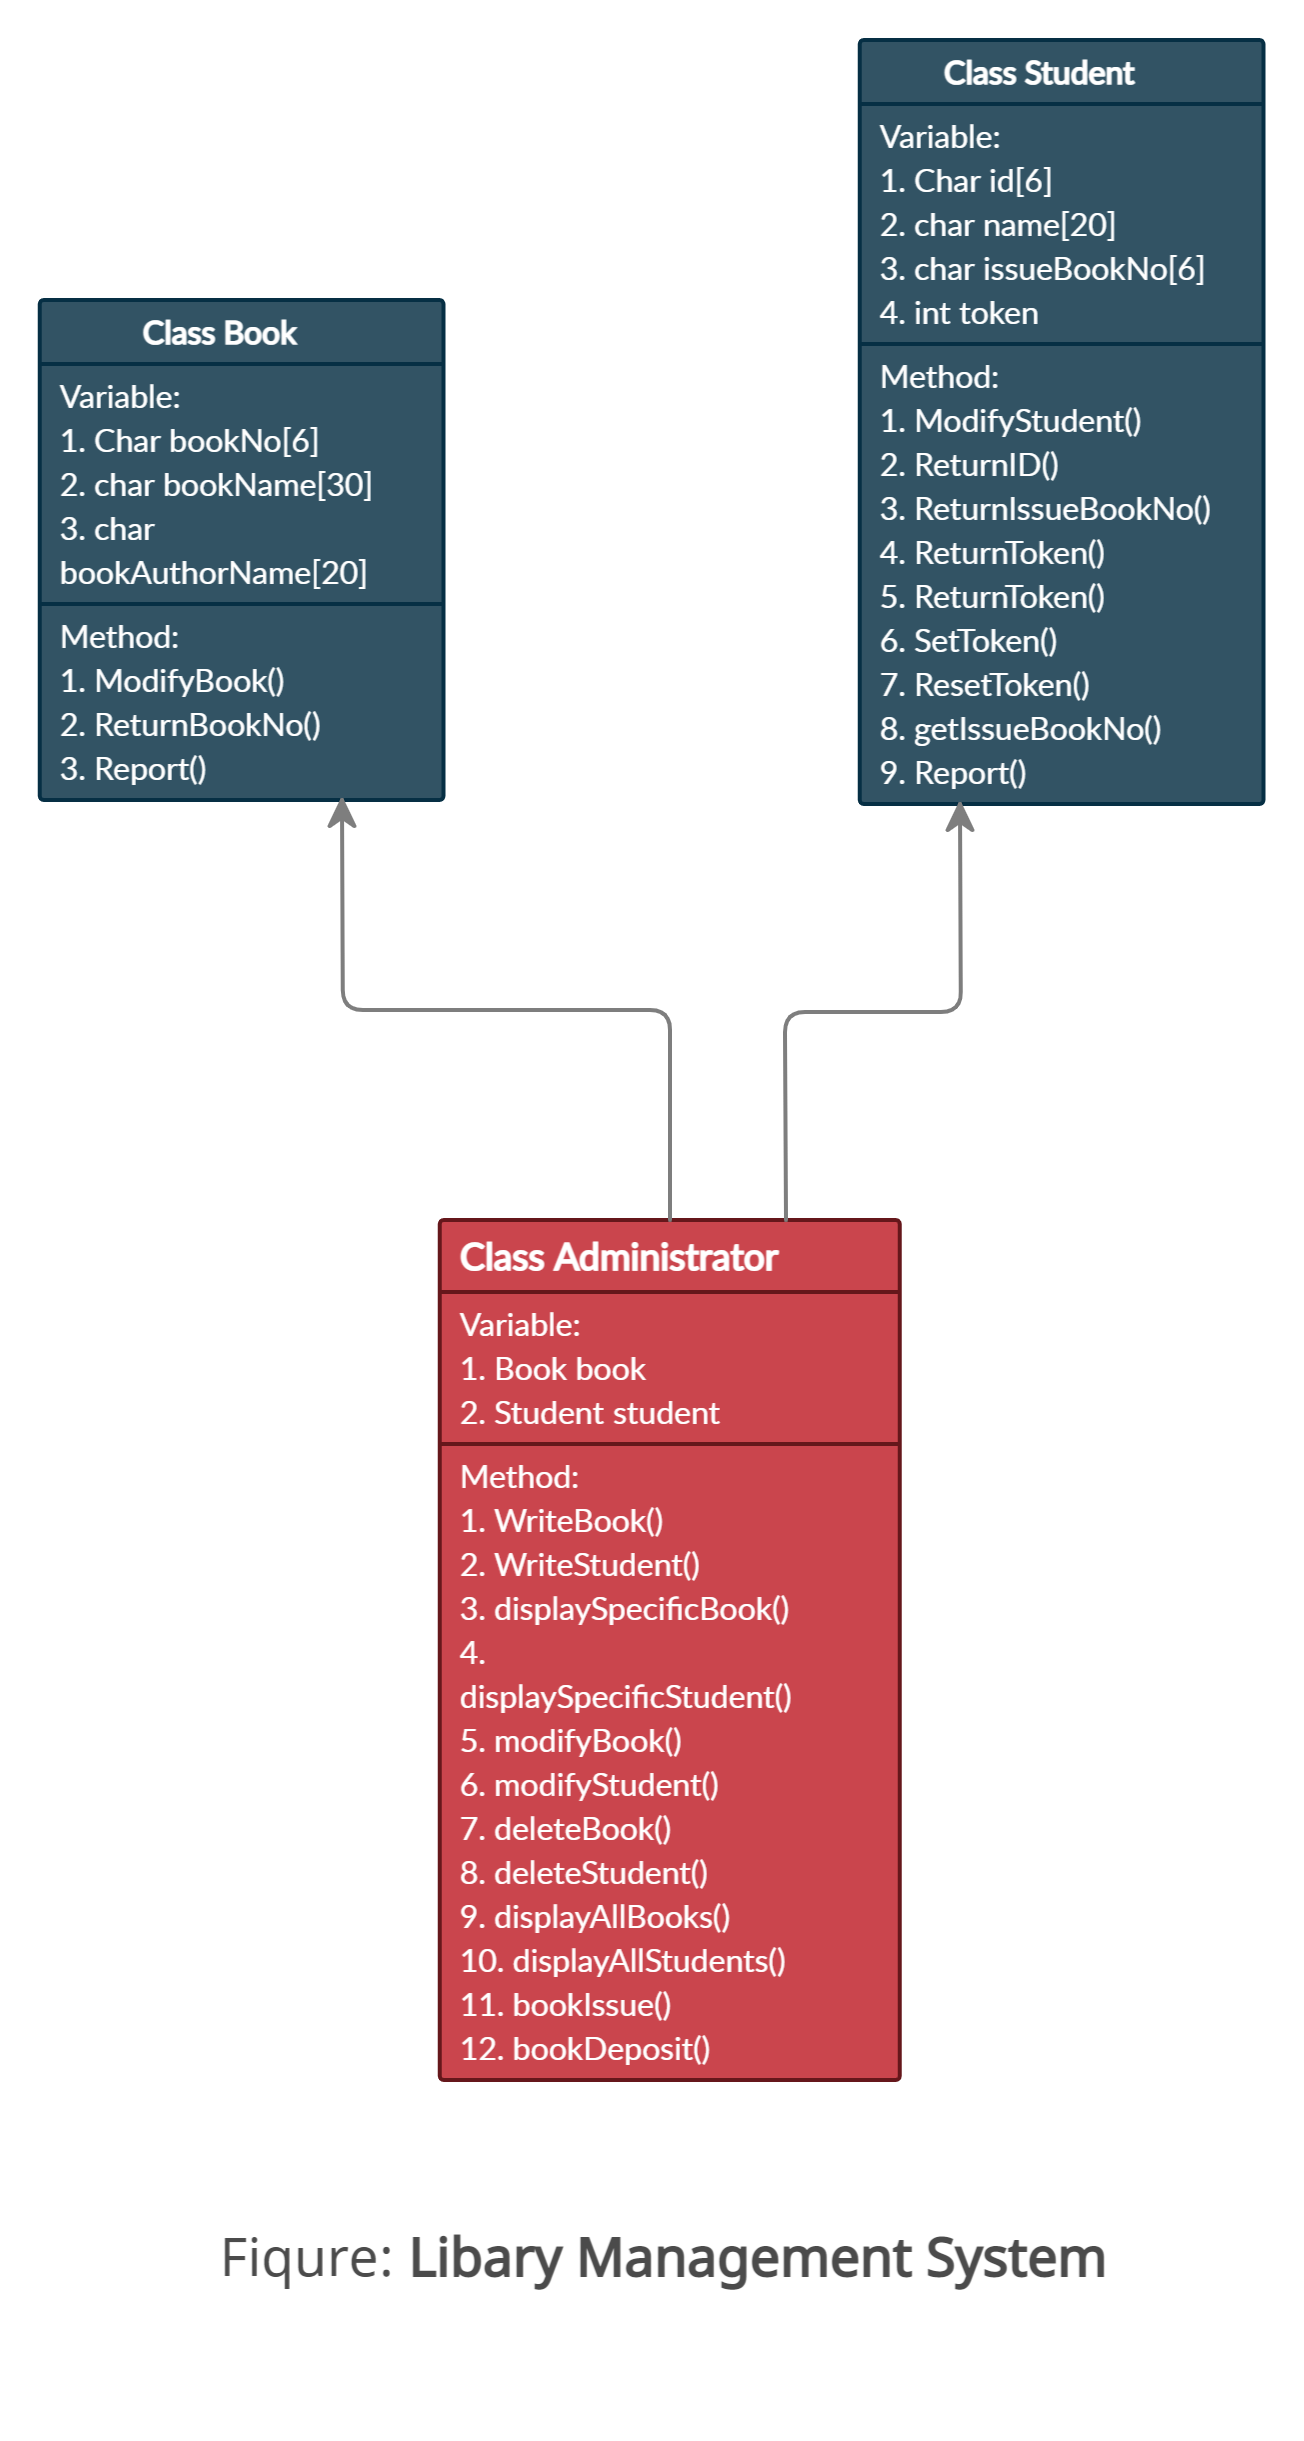 Class Student
Variable:
1. Char id[6]
2. char name[20]
3. char issueBookNo[6]
4. int token
Method:
1. ModifyStudent()
2. ReturnID()
3. ReturnIssueBookNo()
4. ReturnToken()
5. ReturnToken()
6. SetToken()
7. ResetToken()
8. getIssueBookNo()
9. Report()
Class Book
Variable:
1. Char bookNo[6]
2. char bookName[30]
3. char
bookAuthorName[20]
Method:
1. ModifyBook()
2. ReturnBookNo()
3. Report()
Class Administrator
Variable:
1. Book book
2. Student student
Method:
1. WriteBook()
2. WriteStudent()
3. displaySpecificBook()
4.
displaySpecificStudent()
5. modifyBook()
6. modifyStudent()
7. deleteBook()
8. deleteStudent()
9. displayAllBooks()
10. displayAllStudents()
11. bookIssue()
12. bookDeposit()
Fiqure: Libary Management System